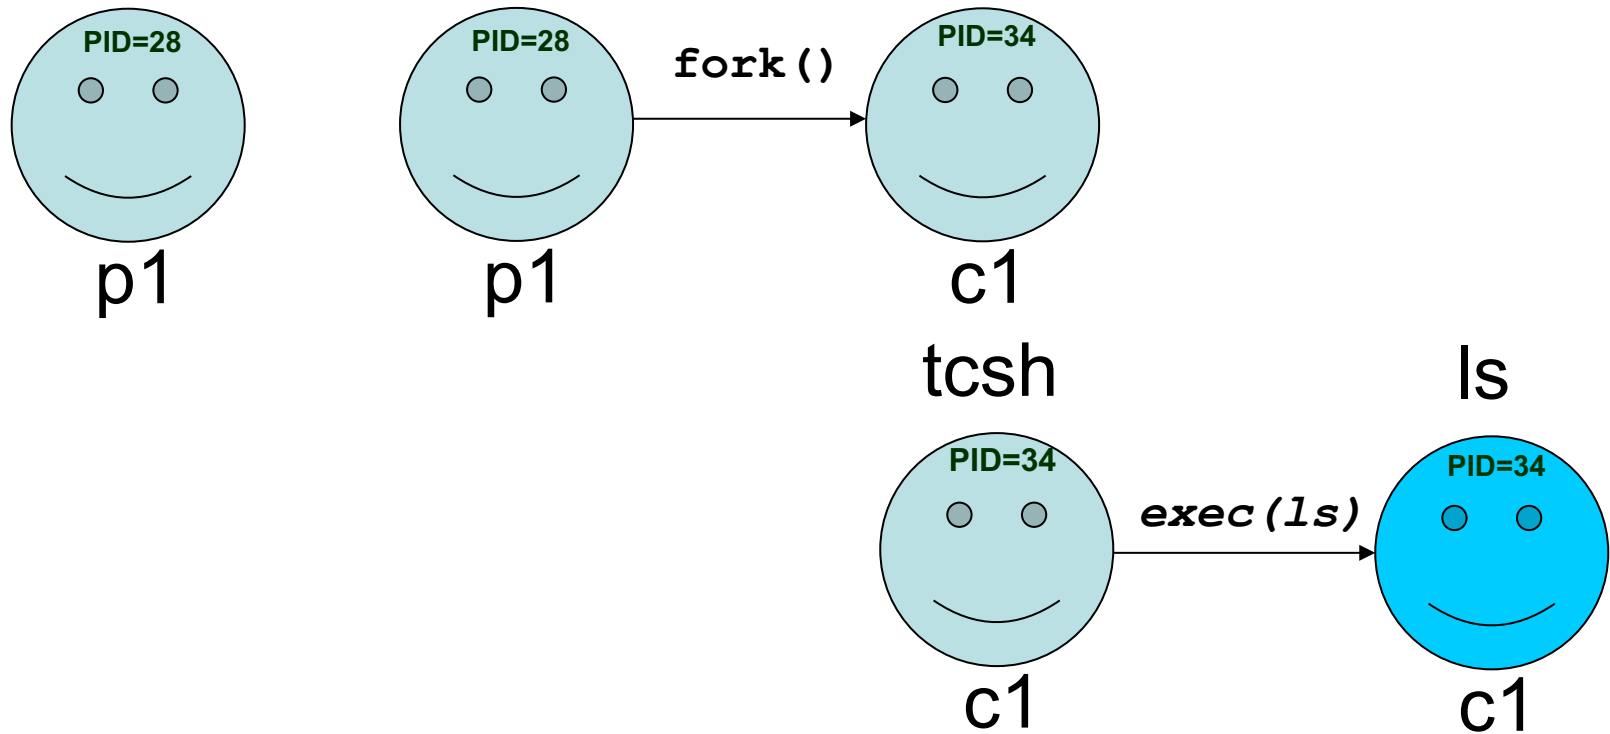 PID=28
PID=28
fork()
PID=34
p1
p1
c1
tcsh
ls
PID=34
exec(ls)
PID=34
c1
c1